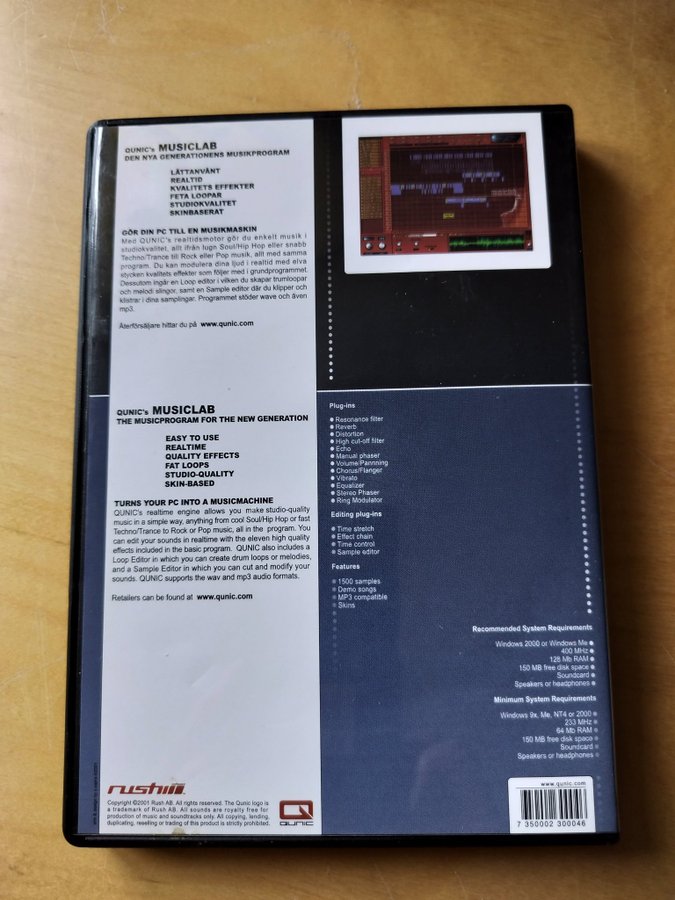 QUNIC's MUSICLAB
DEN NYA GENERATIONENS MUSIKPROGRAM
LÄTTANVÄNT
REALTID
KVALITETS EFFEKTER
FETA LOOPAR
STUDIOKVALITET
SKINBASERAT
GÖR DIN PC TILL EN MUSIKMASKIN
Med QUNIC's realtidsmotor gör du enkelt musik i
studiokvalitet, allt ifrån lugn Soul/Hip Hop eller snabb
Techno/Trance till Rock eller Pop musik, allt med samma
program. Du kan modulera dina ljud i realtid med elva
stycken kvalitets effekter som följer med i grundprogrammet.
Dessutom ingår en Loop editor i vilken du skapar trumloopar
och melodi slingor, samt en Sample editor där du klipper och
klistrar i dina samplingar. Programmet stöder wave och även
mp3.
Återförsäljare hittar du på www.qunic.com
QUNIC's MUSICLAB
THE MUSICPROGRAM FOR THE NEW GENERATION
EASY TO USE
REALTIME
QUALITY EFFECTS
FAT LOOPS
STUDIO-QUALITY
SKIN-BASED
TURNS YOUR PC INTO A MUSICMACHINE
QUNIC's realtime engine allows you make studio-quality
music in a simple way, anything from cool Soul/Hip Hop or fast
Techno/Trance to Rock or Pop music, all in the program. You
can edit your sounds in realtime with the eleven high quality
effects included in the basic program. QUNIC also includes a
Loop Editor in which you can create drum loops or melodies,
and a Sample Editor in which you can cut and modify your
sounds. QUNIC supports the wav and mp3 audio formats.
Retailers can be found at www.qunic.com
Plug-ins
Resonance filter
Reverb
Distortion
High cut-off filter
Echo
Manual phaser
Volume/Pannning
Chorus/Flanger
Vibrato
Equalizer
Stereo Phaser
Ring Modulator
Editing plug-ins
Time stretch
Effect chain
Time control
Sample editor
Features
1500 samples
Demo songs
MP3 compatible
Skins
Recommended System Requirements
Windows 2000 or Windows Me
400 MHz
128 Mb RAM
150 MB free disk space
Soundcard
Speakers or headphones
Minimum System Requirements
Windows 9x, Me, NT4 or 2000
233 MHz
64 Mb RAM
150 MB free disk space
Soundcard
Speakers or headphones
rush
Copyright ©2001 Rush AB. All rights reserved. The Qunic logo is
a trademark of Rush AB. All sounds are royalty free for
production of music and soundtracks only. All copying, lending,
duplicating, reselling or trading of this product is strictly prohibited.
QUNIC
www.qunic.com
7 350002 300046